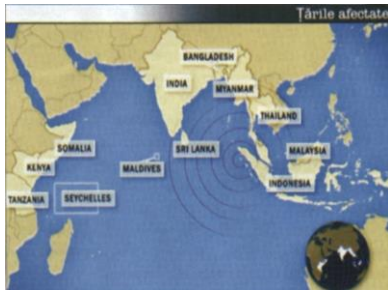 Țările afectate
BANGLADESH
INDIA
MYANMAR
THAILAND
SOMALIA
SRI LANKA
MALAYSIA
KENYA
MALDIVES
INDONESIA
TANZANIA
SEYCHELLES